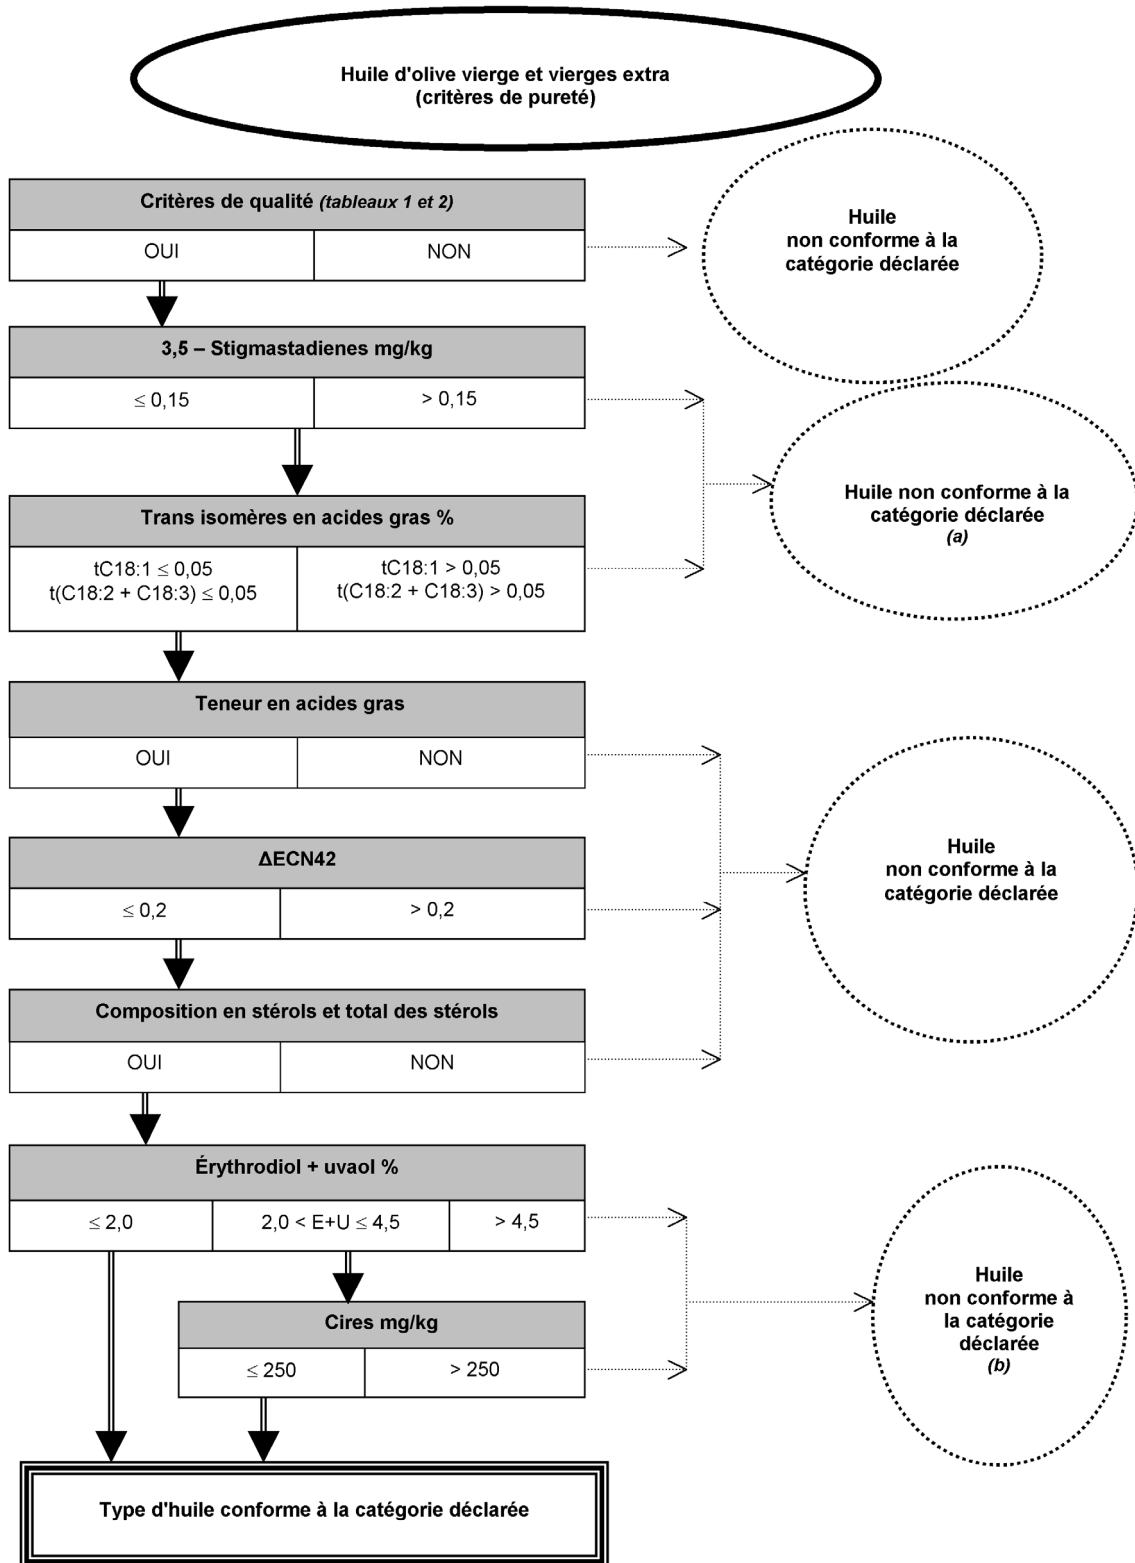 Huile d'olive vierge et vierges extra
(critères de pureté)
Critères de qualité (tableaux 1 et 2)
OUI
NON
Huile
non conforme à la
catégorie déclarée
3,5 – Stigmastadienes mg/kg
≤ 0,15
> 0,15
Huile non conforme à la
catégorie déclarée
(a)
Trans isomères en acides gras %
tC18:1 ≤ 0,05
t(C18:2 + C18:3) ≤ 0,05
tC18:1 > 0,05
t(C18:2 + C18:3) > 0,05
Teneur en acides gras
OUI
NON
ΔECN42
≤ 0,2
> 0,2
Huile
non conforme à la
catégorie déclarée
Composition en stérols et total des stérols
OUI
NON
Érythrodiol + uvaol %
≤ 2,0
2,0 < E+U ≤ 4,5
> 4,5
Cires mg/kg
≤ 250
> 250
Huile
non conforme à
la catégorie
déclarée
(b)
Type d'huile conforme à la catégorie déclarée